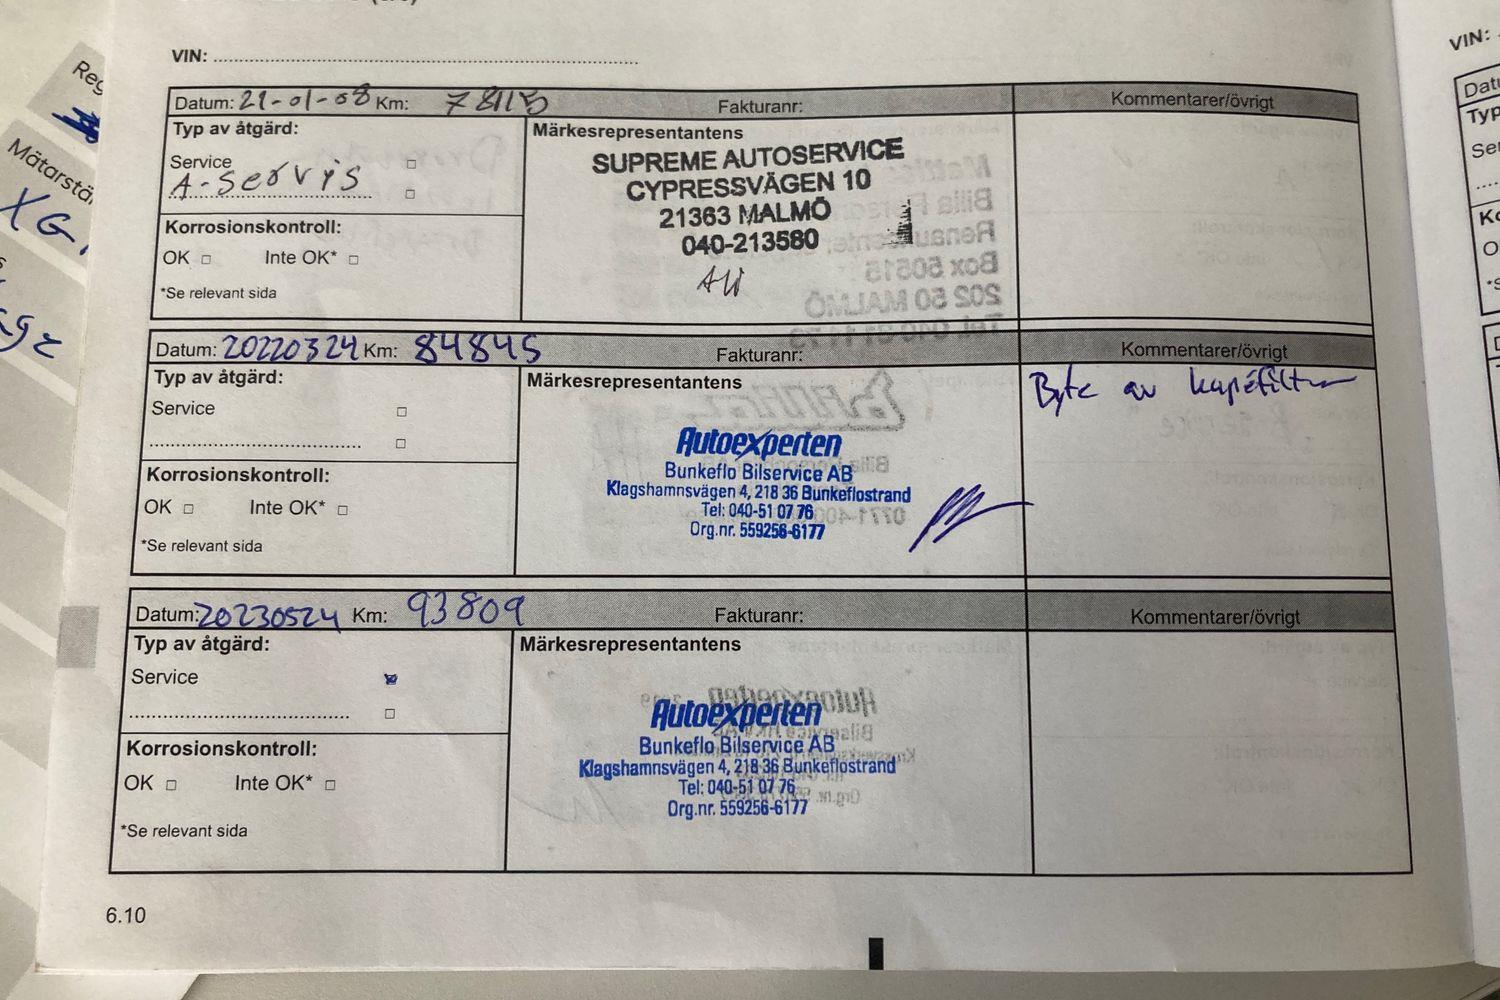 VIN:
VIN:
Reg
Mätarstä
XG
Datum: 21-01-08 Km: 78115 Fakturanr: Kommentarer/övrigt
Typ av åtgärd:
Service
A-servis
Korrosionskontroll:
OK Inte OK*
*Se relevant sida
Märkesrepresentantens
SUPREME AUTOSERVICE
CYPRESSVÄGEN 10
21363 MALMÖ
040-213580
AW
Datum: 20220324 Km: 84845 Fakturanr: Kommentarer/övrigt
Typ av åtgärd:
Service
Korrosionskontroll:
OK Inte OK*
*Se relevant sida
Märkesrepresentantens
Autoexperten
Bunkeflo Bilservice AB
Klagshamnsvägen 4, 218 36 Bunkeflostrand
Tel: 040-51 07 76
Org.nr. 559256-6177
Byte av kupéfilter
Datum: 20230524 Km: 93809 Fakturanr: Kommentarer/övrigt
Typ av åtgärd:
Service
Korrosionskontroll:
OK Inte OK*
*Se relevant sida
Märkesrepresentantens
Autoexperten
Bunkeflo Bilservice AB
Klagshamnsvägen 4, 218 36 Bunkeflostrand
Tel: 040-51 07 76
Org.nr. 559256-6177
6.10